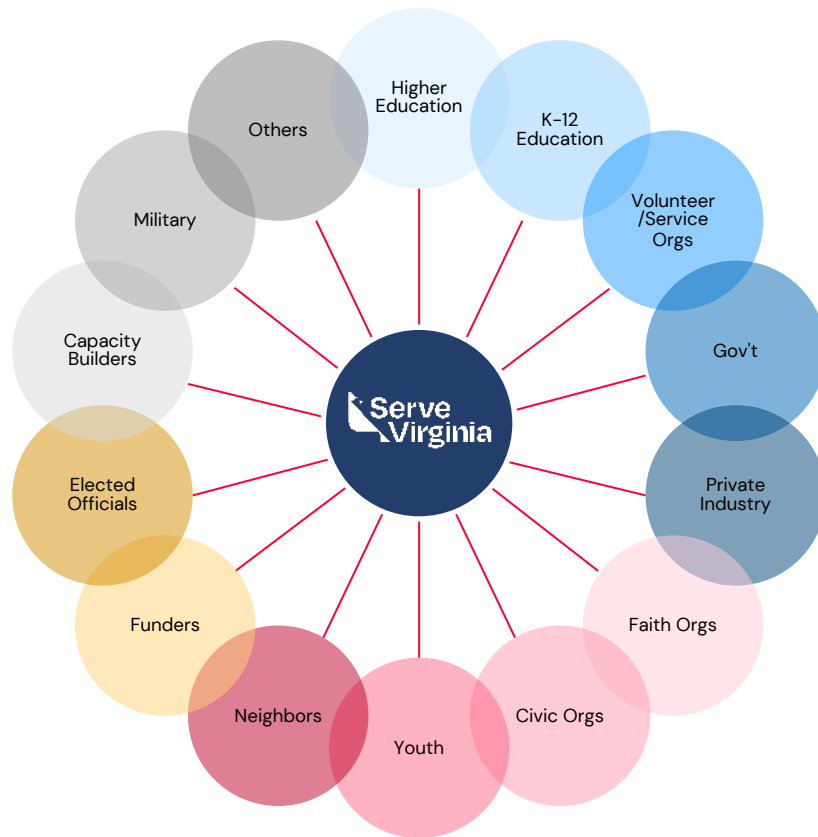 Higher
Education
K-12
Education
Volunteer
/Service
Orgs
Gov't
Private
Industry
Faith Orgs
Civic Orgs
Youth
Neighbors
Funders
Elected
Officials
Capacity
Builders
Military
Others
Serve
Virginia